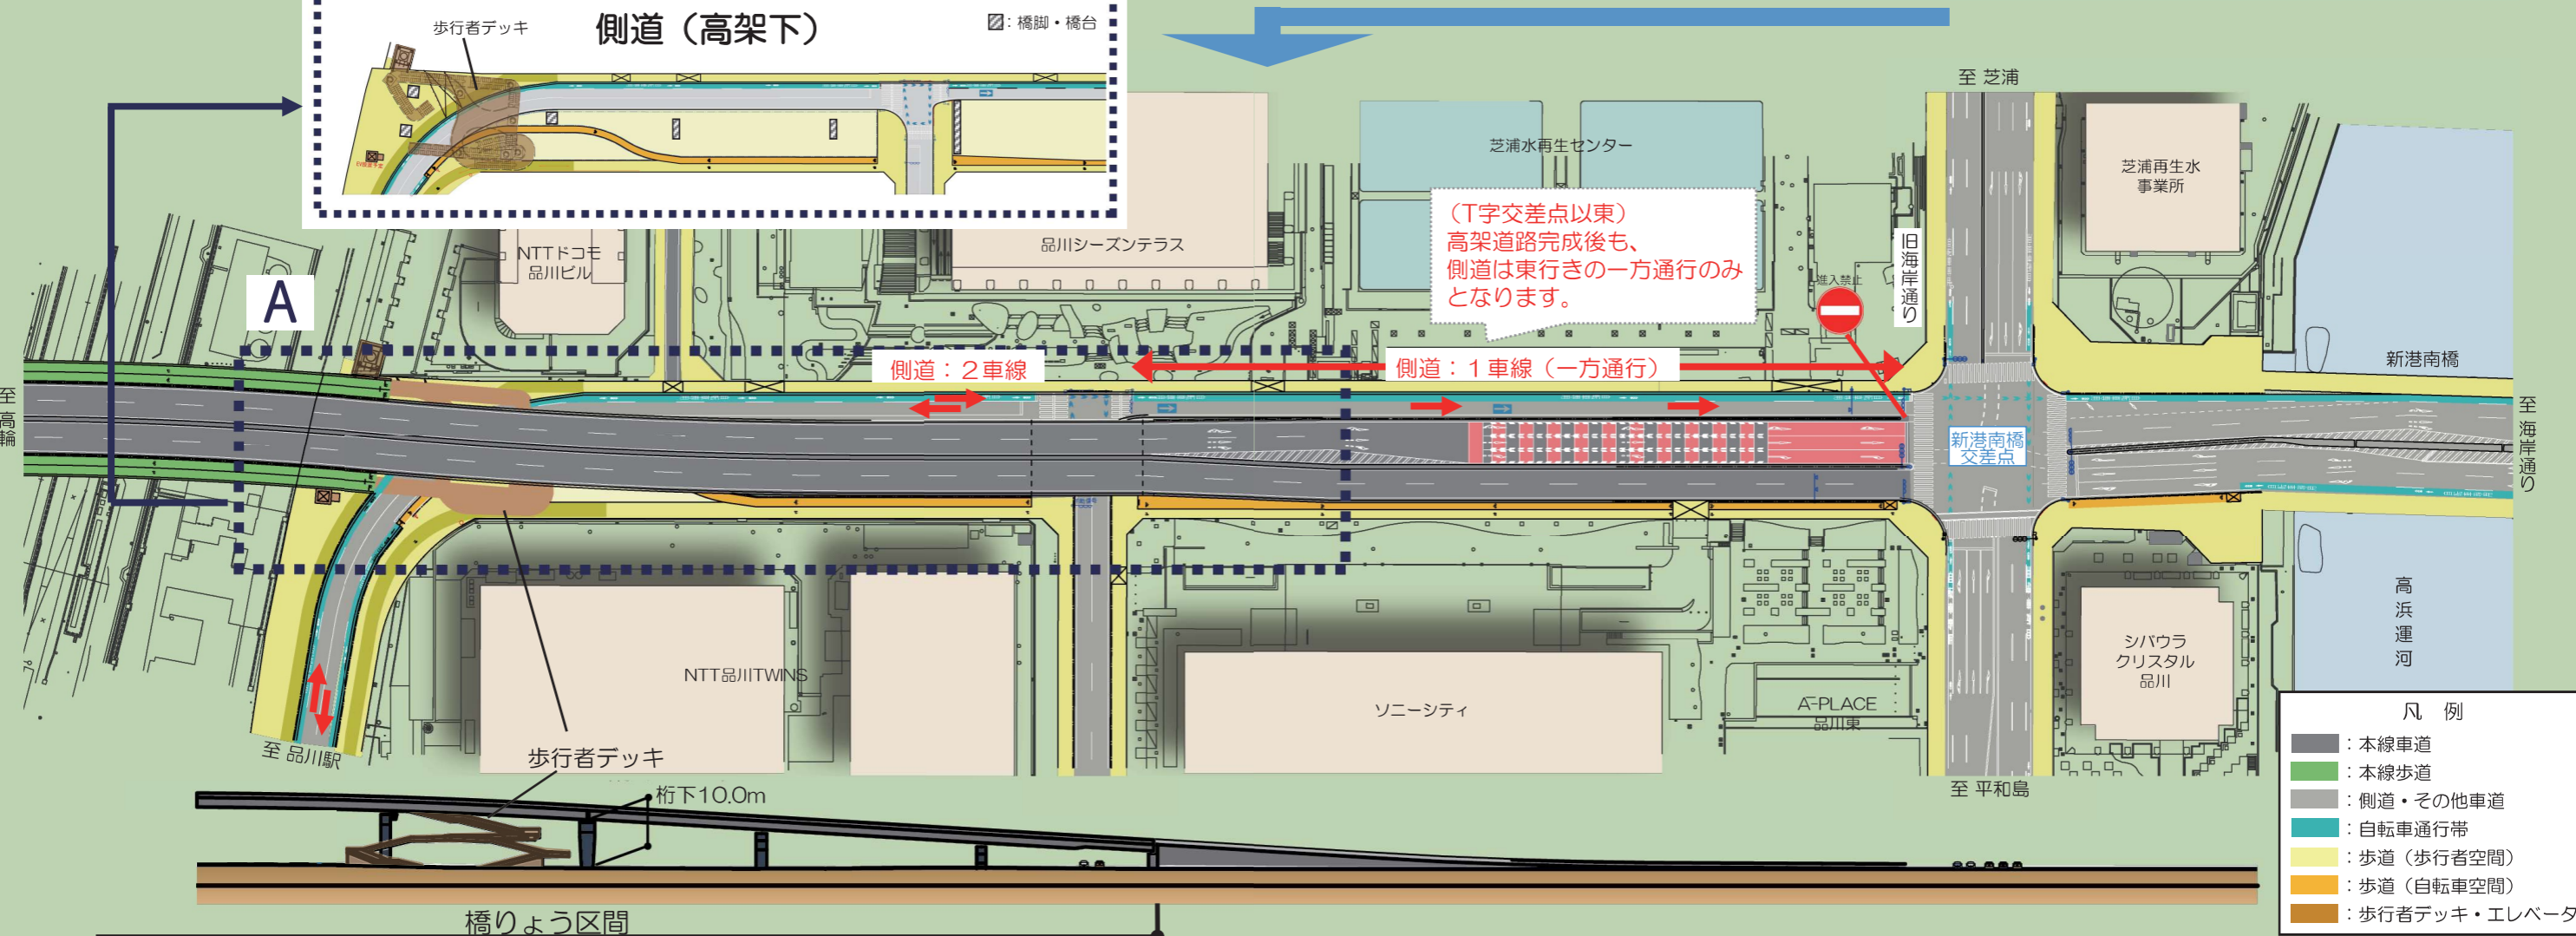 側道（高架下）
歩行者デッキ
：橋脚・橋台
至 芝浦
芝浦水再生センター
芝浦再生水
事業所
（T字交差点以東）
高架道路完成後も、
側道は東行きの一方通行のみ
となります。
旧海岸通り
進入禁止
NTTドコモ
品川ビル
品川シーズンテラス
A
新港南橋
側道：２車線
側道：１車線（一方通行）
至 高輪
新港南橋
交差点
至 海岸通り
高浜運河
シバウラ
クリスタル
品川
NTT品川TWINS
ソニーシティ
A-PLACE
品川東
至 品川駅
歩行者デッキ
至 平和島
桁下10.0m
橋りょう区間
凡 例
：本線車道
：本線歩道
：側道・その他車道
：自転車通行帯
：歩道（歩行者空間）
：歩道（自転車空間）
：歩行者デッキ・エレベータ